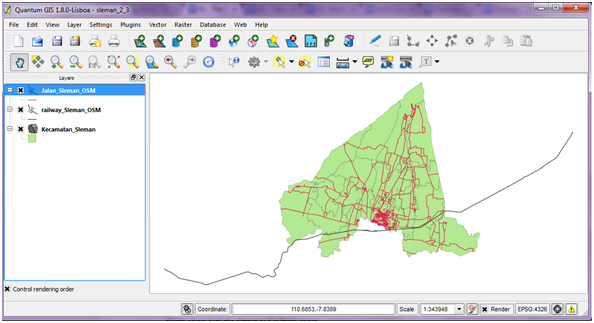 Quantum GIS 1.8.0-Lisboa - sleman_2_3
File Edit View Layer Settings Plugins Vector Raster Database Web Help
Layers
Jalan_Sleman_OSM
railway_Sleman_OSM
Kecamatan_Sleman
Control rendering order
Coordinate: 110.6853,-7.8389 Scale 1:343948 Render EPSG:4326